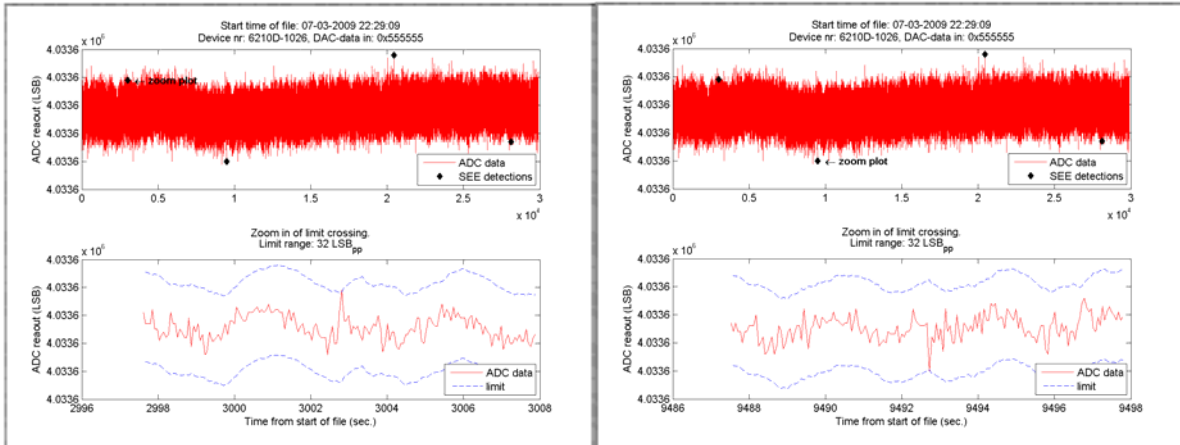 Start time of file: 07-03-2009 22:29:09
Device nr: 6210D-1026, DAC-data in: 0x555555
4.0336 x 10^6
4.0336
4.0336
4.0336
4.0336
4.0336
ADC reaout (LSB)
← zoom plot
ADC data
SEE detections
0 0.5 1 1.5 2 2.5 3
x 10^4
Zoom in of limit crossing.
Limit range: 32 LSB_pp
4.0336 x 10^6
4.0336
4.0336
4.0336
4.0336
4.0336
ADC reaout (LSB)
ADC data
limit
2996 2998 3000 3002 3004 3006 3008
Time from start of file (sec.)
Start time of file: 07-03-2009 22:29:09
Device nr: 6210D-1026, DAC-data in: 0x555555
4.0336 x 10^6
4.0336
4.0336
4.0336
4.0336
4.0336
ADC reaout (LSB)
← zoom plot
ADC data
SEE detections
0 0.5 1 1.5 2 2.5 3
x 10^4
Zoom in of limit crossing.
Limit range: 32 LSB_pp
4.0336 x 10^6
4.0336
4.0336
4.0336
4.0336
4.0336
ADC reaout (LSB)
ADC data
limit
9486 9488 9490 9492 9494 9496 9498
Time from start of file (sec.)